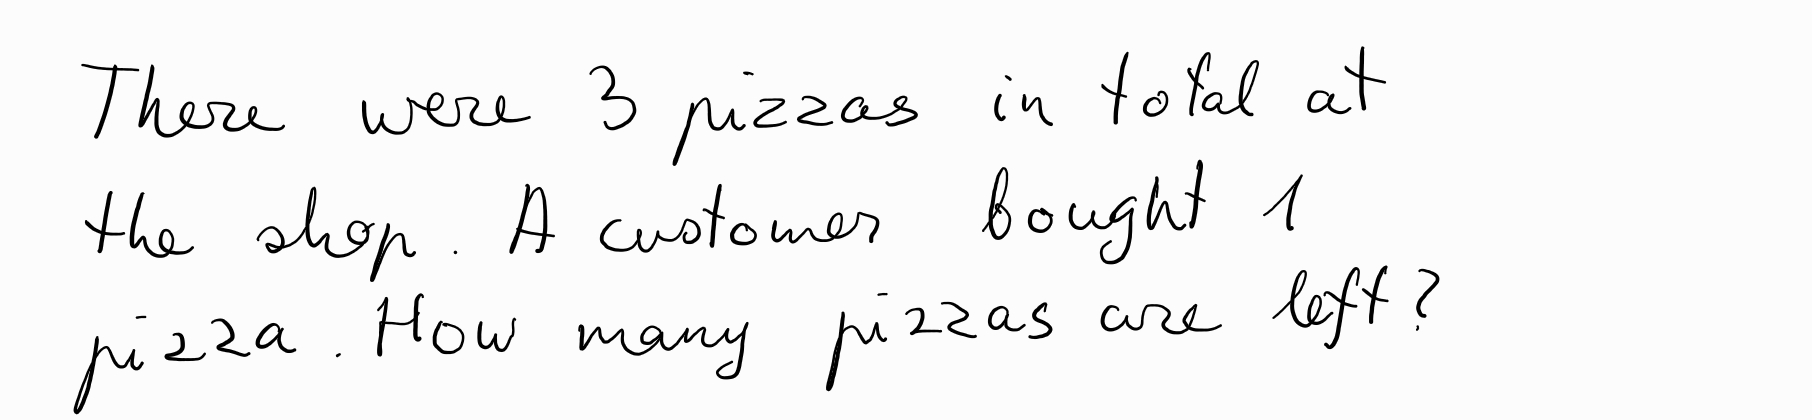 There were 3 pizzas in total at
the shop. A customer bought 1
pizza. How many pizzas are left?